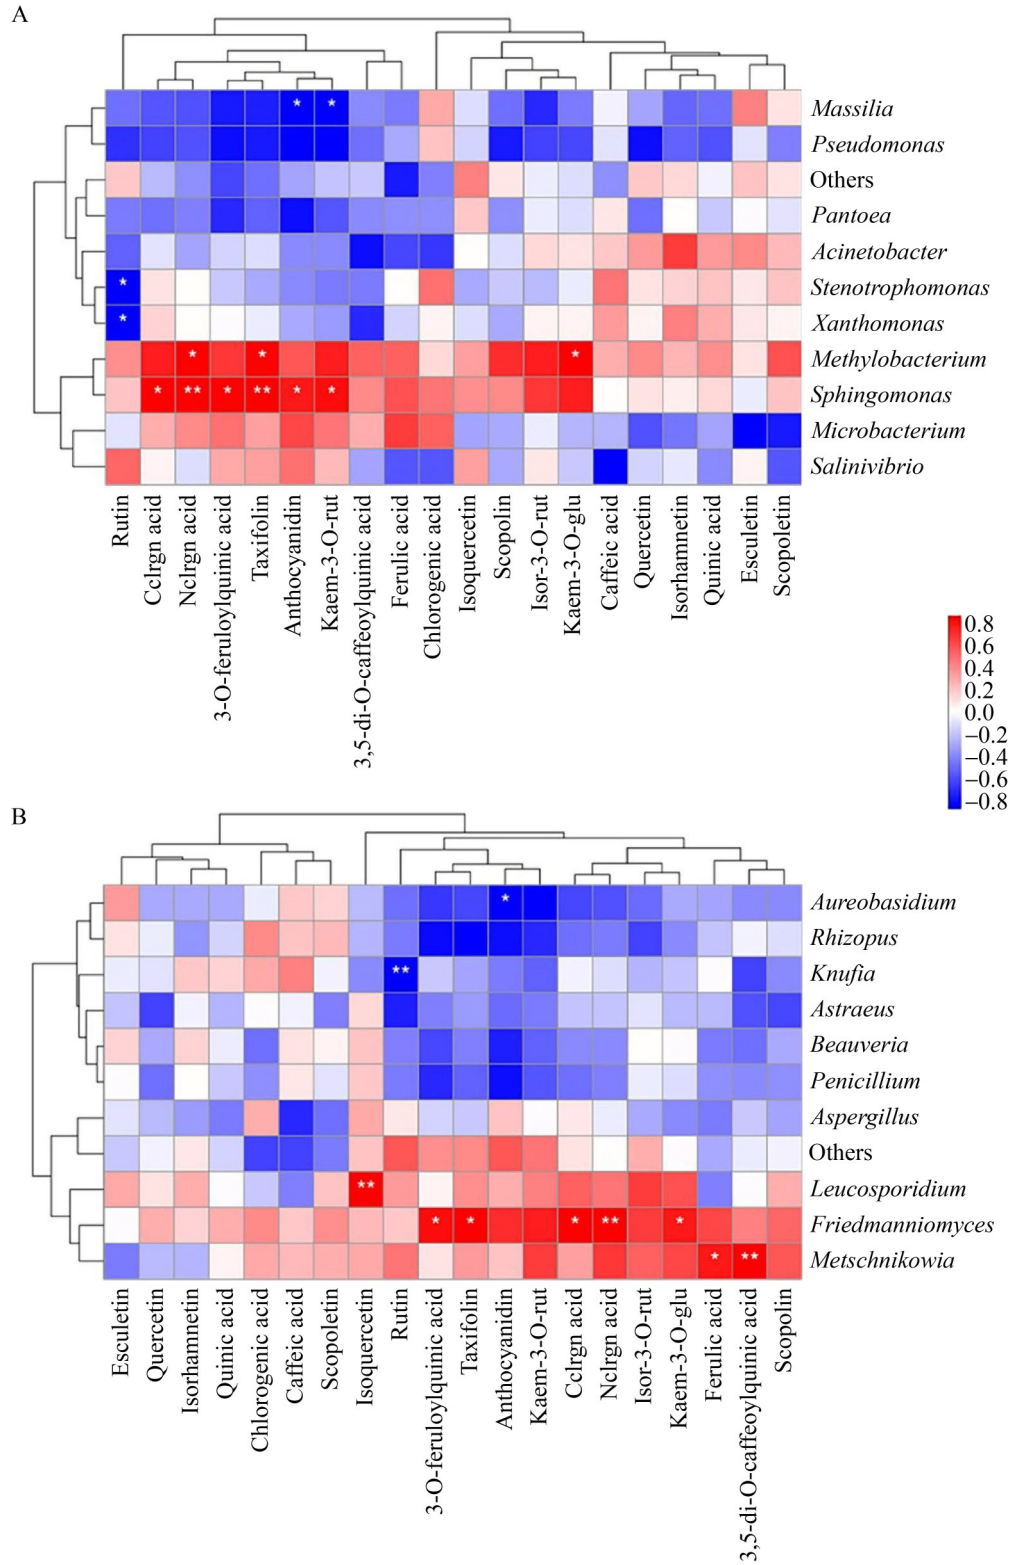 A
* *
Massilia
Pseudomonas
Others
Pantoea
Acinetobacter
* Stenotrophomonas
* Xanthomonas
* * * Methylobacterium
* ** * ** * * Sphingomonas
Microbacterium
Salinivibrio
Rutin
Cclrgn acid
Nclrgn acid
3-O-feruloylquinic acid
Taxifolin
Anthocyanidin
Kaem-3-O-rut
3,5-di-O-caffeoylquinic acid
Ferulic acid
Chlorogenic acid
Isoquercetin
Scopolin
Isor-3-O-rut
Kaem-3-O-glu
Caffeic acid
Quercetin
Isorhamnetin
Quinic acid
Esculetin
Scopoletin
0.8
0.6
0.4
0.2
0.0
−0.2
−0.4
−0.6
−0.8
B
* Aureobasidium
Rhizopus
** Knufia
Astraeus
Beauveria
Penicillium
Aspergillus
Others
** Leucosporidium
* * * ** * Friedmanniomyces
* ** Metschnikowia
Esculetin
Quercetin
Isorhamnetin
Quinic acid
Chlorogenic acid
Caffeic acid
Scopoletin
Isoquercetin
Rutin
3-O-feruloylquinic acid
Taxifolin
Anthocyanidin
Kaem-3-O-rut
Cclrgn acid
Nclrgn acid
Isor-3-O-rut
Kaem-3-O-glu
Ferulic acid
3,5-di-O-caffeoylquinic acid
Scopolin